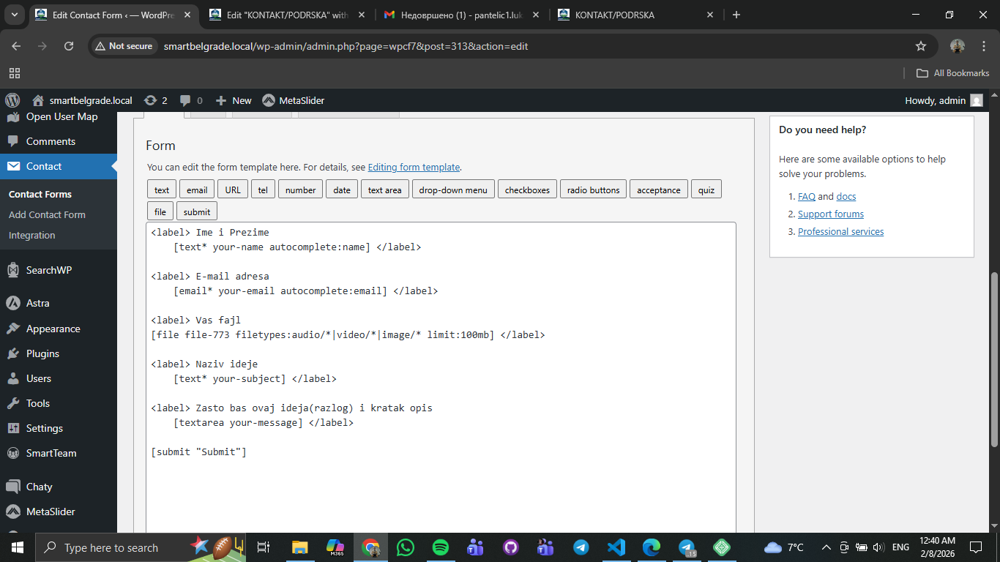 Edit Contact Form ‹ — WordPre
Edit "KONTAKT/PODRSKA" with
Недовршено (1) - pantelic1.luk
KONTAKT/PODRSKA
Not secure
smartbelgrade.local/wp-admin/admin.php?page=wpcf7&post=313&action=edit
All Bookmarks
smartbelgrade.local
2
0
New
MetaSlider
Howdy, admin
Open User Map
Comments
Contact
Contact Forms
Add Contact Form
Integration
SearchWP
Astra
Appearance
Plugins
Users
Tools
Settings
SmartTeam
Chaty
MetaSlider
Form
You can edit the form template here. For details, see Editing form template.
text email URL tel number date text area drop-down menu checkboxes radio buttons acceptance quiz
file submit
<label> Ime i Prezime
[text* your-name autocomplete:name] </label>
<label> E-mail adresa
[email* your-email autocomplete:email] </label>
<label> Vas fajl
[file file-773 filetypes:audio/*|video/*|image/* limit:100mb] </label>
<label> Naziv ideje
[text* your-subject] </label>
<label> Zasto bas ovaj ideja(razlog) i kratak opis
[textarea your-message] </label>
[submit "Submit"]
Do you need help?
Here are some available options to help
solve your problems.
1. FAQ and docs
2. Support forums
3. Professional services
Type here to search
M365
..15
7°C
ENG
12:40 AM
2/8/2026